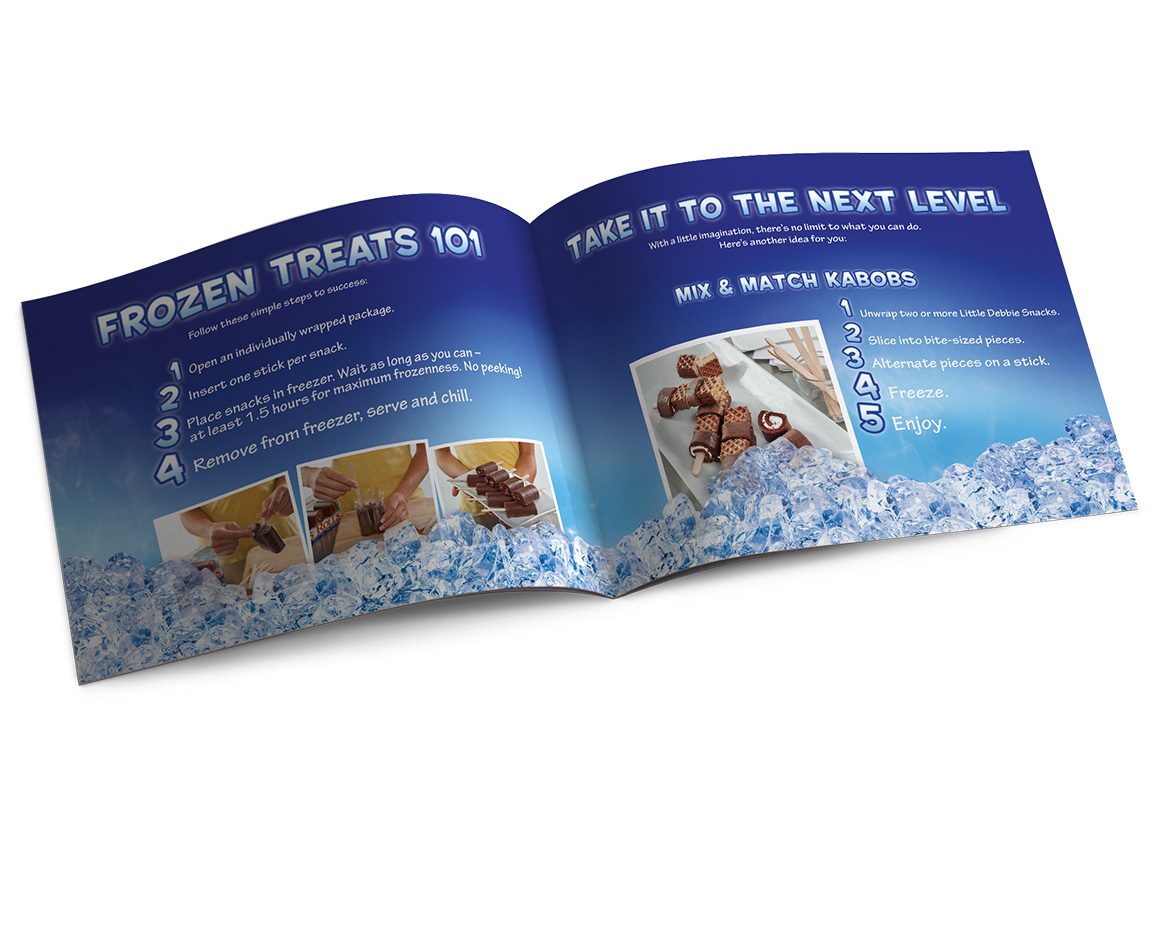 FROZEN TREATS 101
Follow these simple steps to success:
1 Open an individually wrapped package.
2 Insert one stick per snack.
3 Place snacks in freezer. Wait as long as you can –
at least 1.5 hours for maximum frozenness. No peeking!
4 Remove from freezer, serve and chill.
ROLLS
TAKE IT TO THE NEXT LEVEL
With a little imagination, there's no limit to what you can do.
Here's another idea for you:
MIX & MATCH KABOBS
1 Unwrap two or more Little Debbie Snacks.
2 Slice into bite-sized pieces.
3 Alternate pieces on a stick.
4 Freeze.
5 Enjoy.